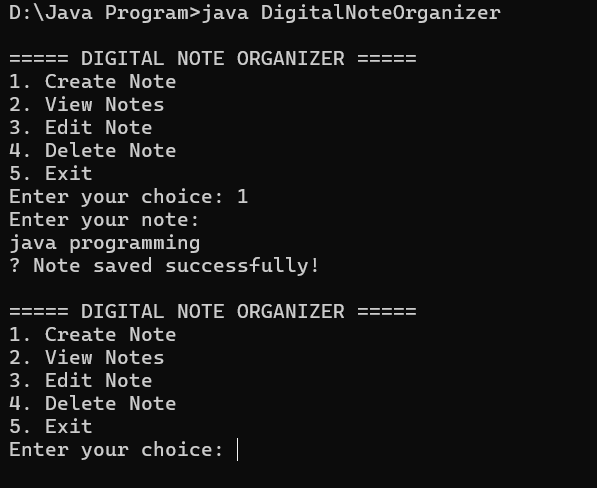 D:\Java Program>java DigitalNoteOrganizer
===== DIGITAL NOTE ORGANIZER =====
1. Create Note
2. View Notes
3. Edit Note
4. Delete Note
5. Exit
Enter your choice: 1
Enter your note:
java programming
? Note saved successfully!
===== DIGITAL NOTE ORGANIZER =====
1. Create Note
2. View Notes
3. Edit Note
4. Delete Note
5. Exit
Enter your choice: